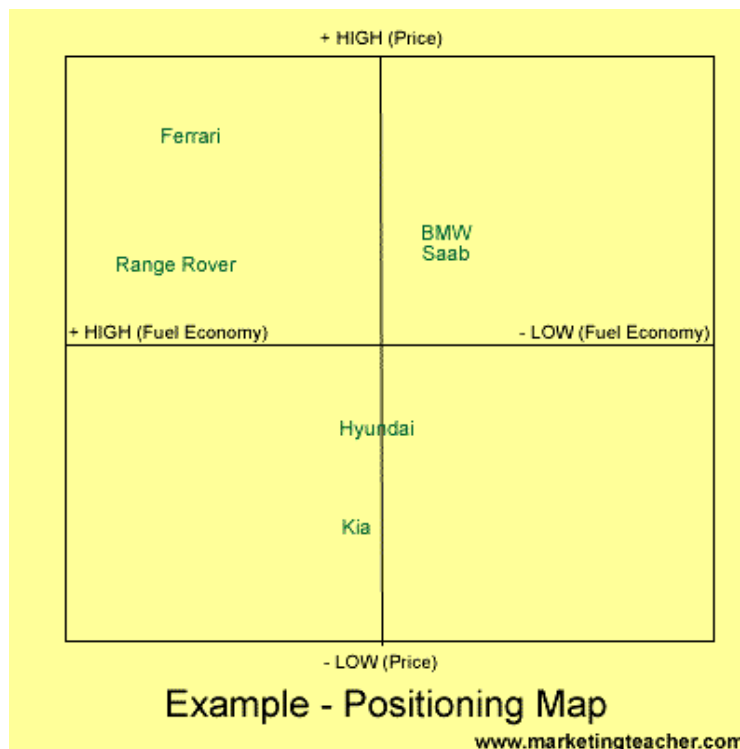 + HIGH (Price)
Ferrari
BMW
Saab
Range Rover
+ HIGH (Fuel Economy)
- LOW (Fuel Economy)
Hyundai
Kia
- LOW (Price)
Example - Positioning Map
www.marketingteacher.com